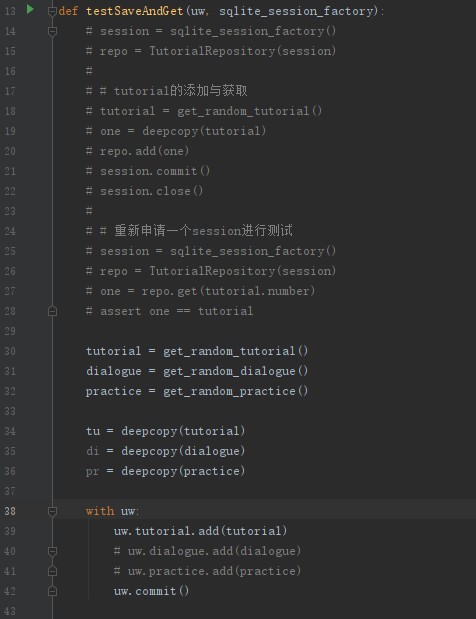 13 def testSaveAndGet(uw, sqlite_session_factory):
14 # session = sqlite_session_factory()
15 # repo = TutorialRepository(session)
16 #
17 # # tutorial的添加与获取
18 # tutorial = get_random_tutorial()
19 # one = deepcopy(tutorial)
20 # repo.add(one)
21 # session.commit()
22 # session.close()
23 #
24 # # 重新申请一个session进行测试
25 # session = sqlite_session_factory()
26 # repo = TutorialRepository(session)
27 # one = repo.get(tutorial.number)
28 # assert one == tutorial
29
30 tutorial = get_random_tutorial()
31 dialogue = get_random_dialogue()
32 practice = get_random_practice()
33
34 tu = deepcopy(tutorial)
35 di = deepcopy(dialogue)
36 pr = deepcopy(practice)
37
38 with uw:
39 uw.tutorial.add(tutorial)
40 # uw.dialogue.add(dialogue)
41 # uw.practice.add(practice)
42 uw.commit()
43